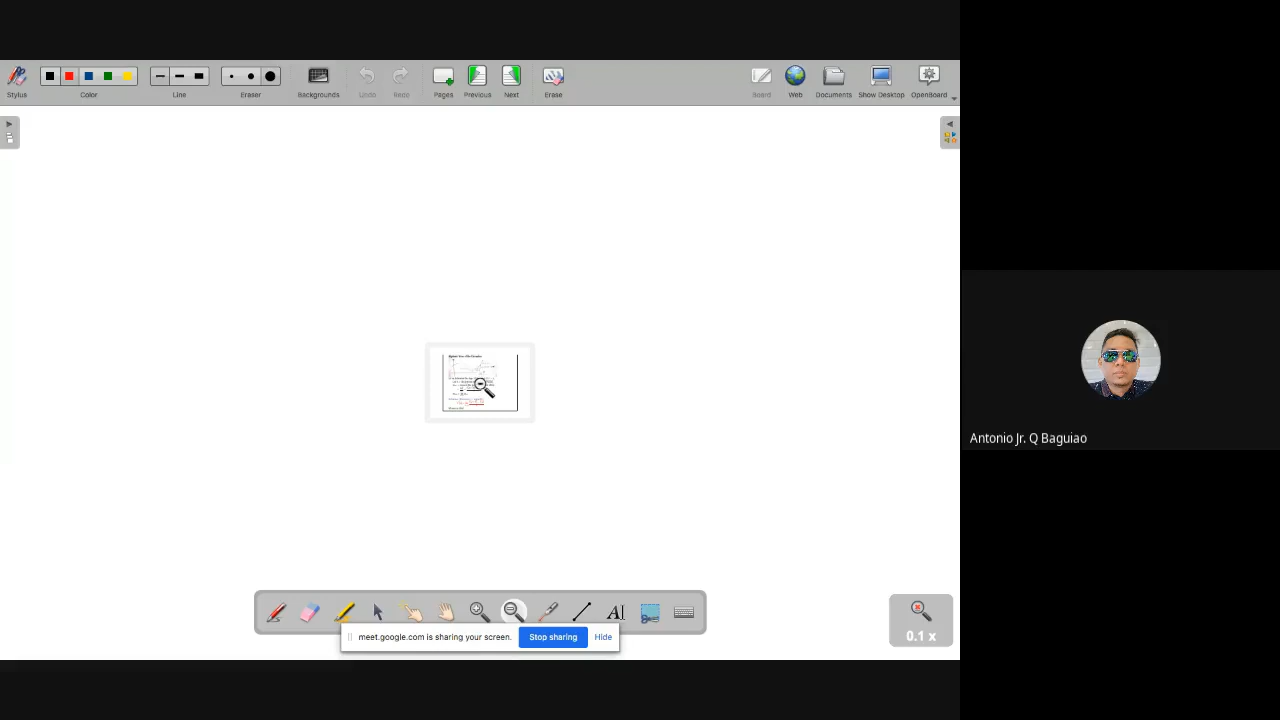 Stylus
Color
Line
Eraser
Backgrounds
Undo
Redo
Pages
Previous
Next
Erase
Board
Web
Documents
Show Desktop
OpenBoard
Antonio Jr. Q Baguiao
AI
meet.google.com is sharing your screen.
Stop sharing
Hide
0.1 x